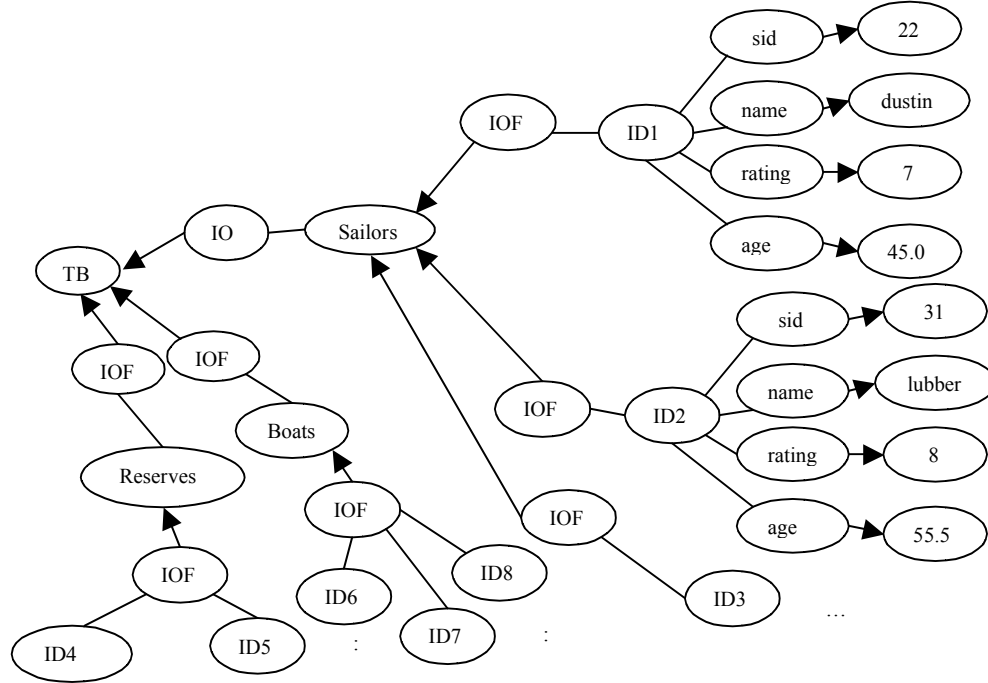 sid
22
name
dustin
IOF
ID1
rating
7
IO
Sailors
age
45.0
TB
sid
31
IOF
IOF
name
lubber
IOF
ID2
Boats
rating
8
Reserves
IOF
IOF
age
55.5
IOF
ID8
ID6
ID3
...
ID4
ID5
:
ID7
: